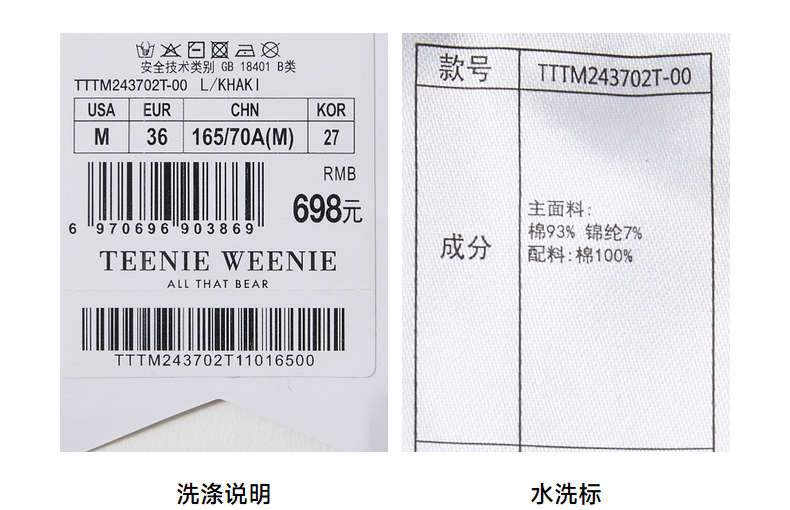 安全技术类别 GB 18401 B类
TTTM243702T-00 L/KHAKI
USA EUR CHN KOR
M 36 165/70A(M) 27
RMB
698元
6 970696 903869
TEENIE WEENIE
ALL THAT BEAR
TTTM243702T11016500
款号 TTTM243702T-00
成分
主面料:
棉93% 锦纶7%
配料:棉100%
洗涤说明
水洗标